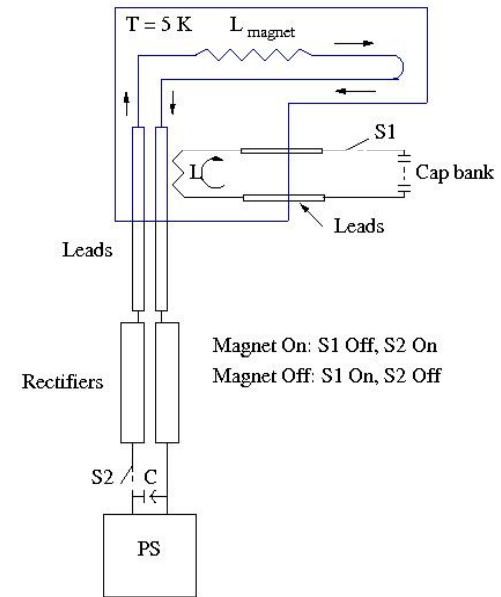 T = 5 K L magnet
S1
L
Cap bank
Leads
Leads
Magnet On: S1 Off, S2 On
Magnet Off: S1 On, S2 Off
Rectifiers
S2 C
PS